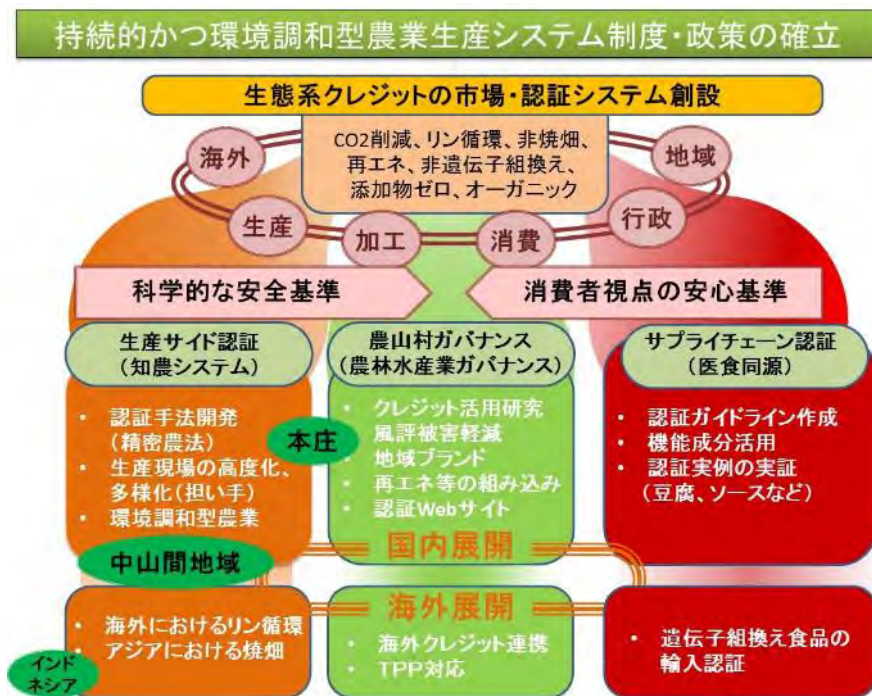 持続的かつ環境調和型農業生産システム制度・政策の確立
生態系クレジットの市場・認証システム創設
CO2削減、リン循環、非焼畑、
再エネ、非遺伝子組換え、
添加物ゼロ、オーガニック
海外
生産
加工
消費
行政
地域
科学的な安全基準
消費者視点の安心基準
生産サイド認証
(知農システム)
農山村ガバナンス
(農林水産業ガバナンス)
サプライチェーン認証
(医食同源)
• 認証手法開発
(精密農法)
• 生産現場の高度化、
多様化(担い手)
• 環境調和型農業
本庄
• クレジット活用研究
• 風評被害軽減
• 地域ブランド
• 再エネ等の組み込み
• 認証Webサイト
• 認証ガイドライン作成
• 機能成分活用
• 認証実例の実証
(豆腐、ソースなど)
中山間地域
国内展開
海外展開
• 海外におけるリン循環
• アジアにおける焼畑
インド
ネシア
• 海外クレジット連携
• TPP対応
• 遺伝子組換え食品の
輸入認証